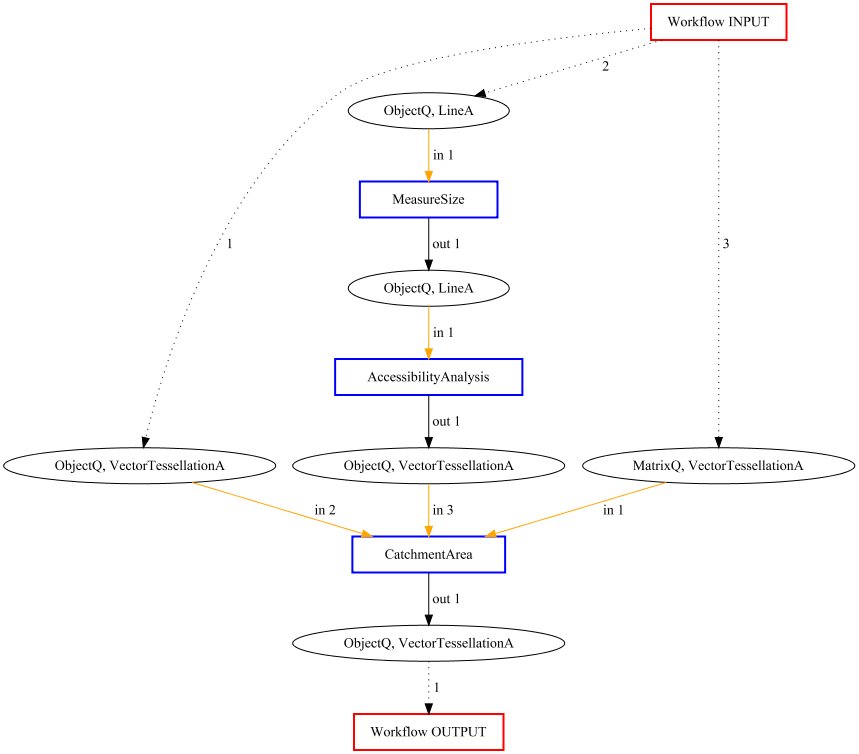 Workflow INPUT
2
ObjectQ, LineA
in 1
MeasureSize
1
out 1
3
ObjectQ, LineA
in 1
AccessibilityAnalysis
out 1
ObjectQ, VectorTessellationA
ObjectQ, VectorTessellationA
MatrixQ, VectorTessellationA
in 2
in 3
in 1
CatchmentArea
out 1
ObjectQ, VectorTessellationA
1
Workflow OUTPUT